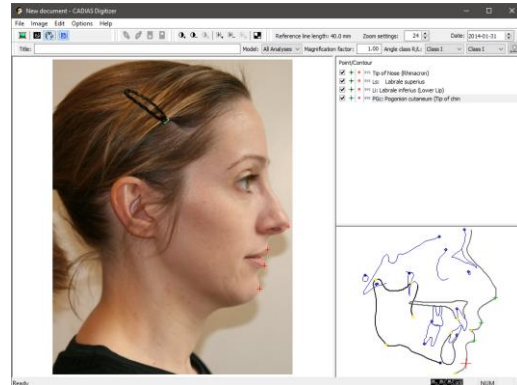 New document - CADIAS Digitizer
File Image Edit Options Help
Reference line length: 40.0 mm Zoom settings: 24 Date: 2014-01-31
Title: Model: All Analyses Magnification factor: 1.00 Angle class R/L: Class I Class I
Point/Contour
Tip of Nose (Rhinacron)
Ls: Labrale superius
Li: Labrale inferius (Lower Lip)
PGc: Pogonion cutaneum (Tip of chin
Ready NUM